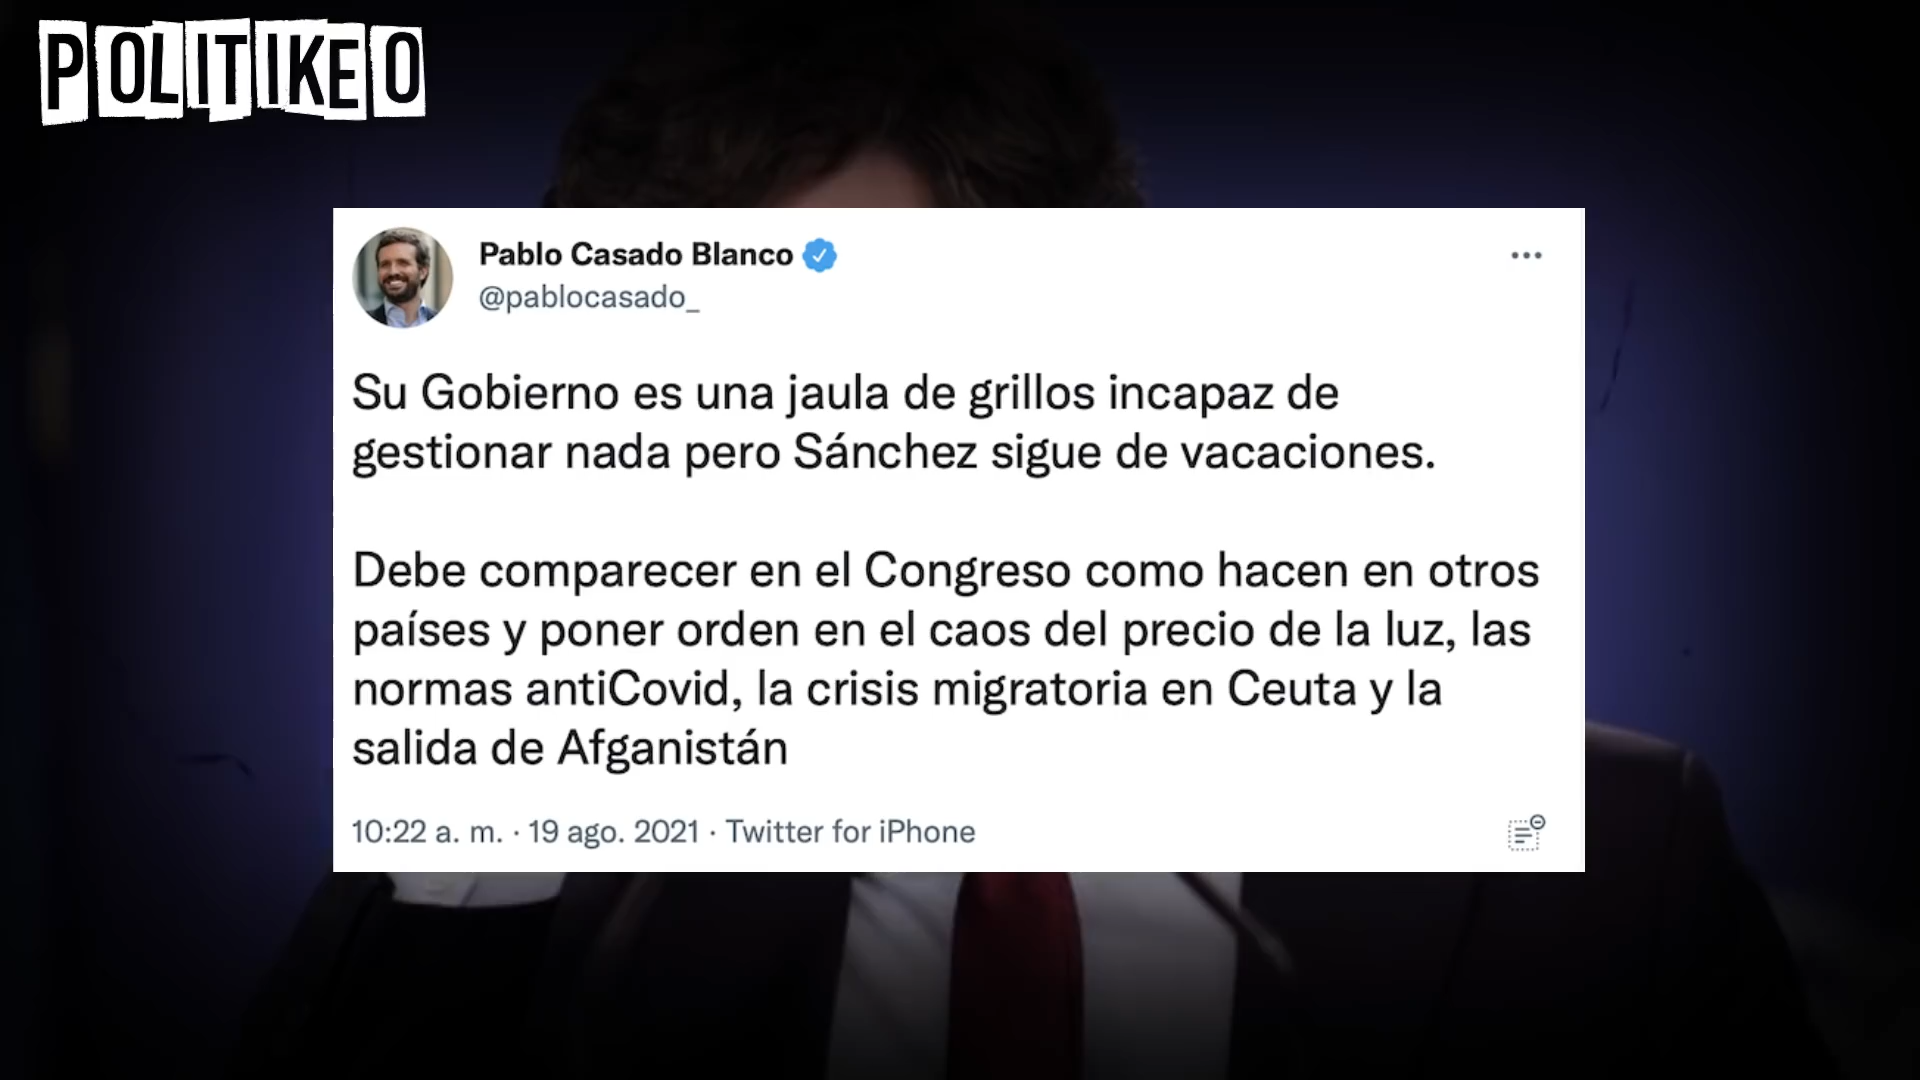 POLITIKEO
Pablo Casado Blanco
@pablocasado_
Su Gobierno es una jaula de grillos incapaz de
gestionar nada pero Sánchez sigue de vacaciones.
Debe comparecer en el Congreso como hacen en otros
países y poner orden en el caos del precio de la luz, las
normas antiCovid, la crisis migratoria en Ceuta y la
salida de Afganistán
10:22 a. m. · 19 ago. 2021 · Twitter for iPhone